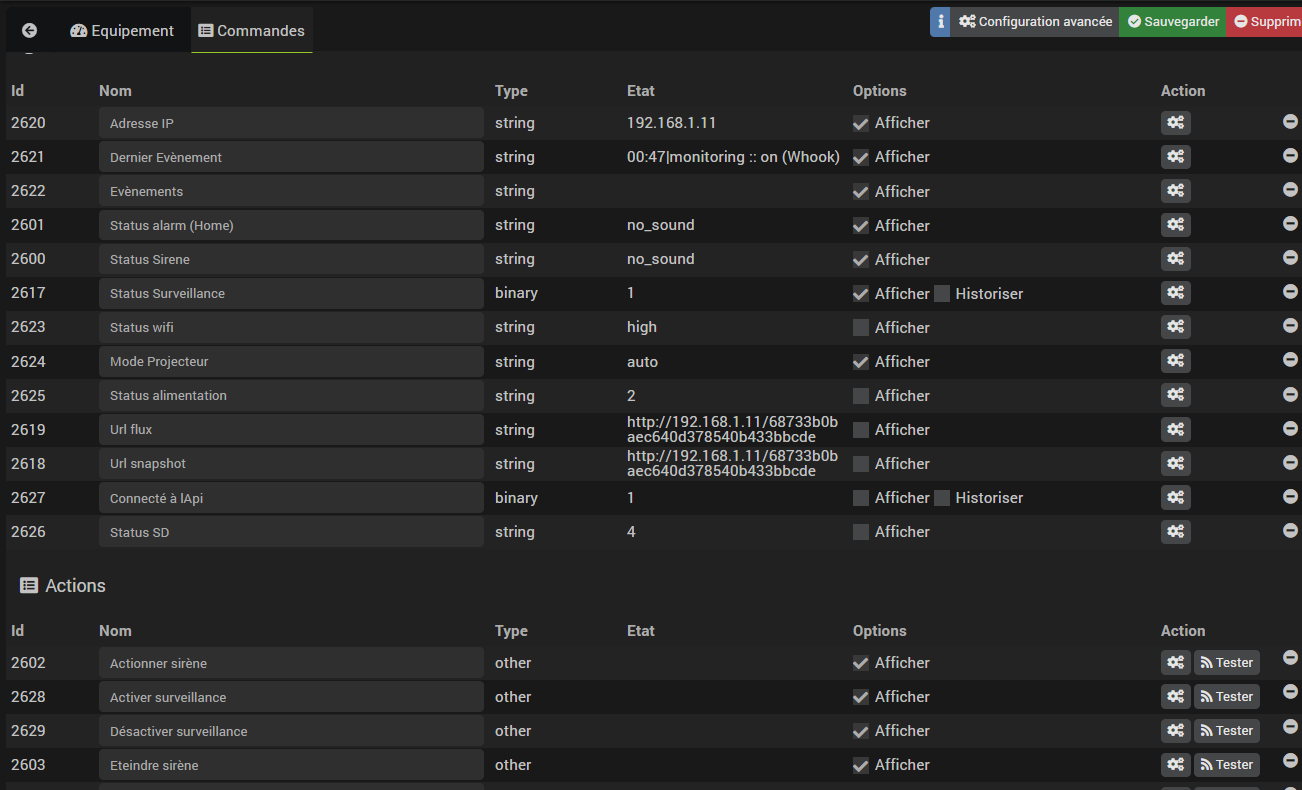 Equipement
Commandes
Configuration avancée
Sauvegarder
Supprim
Id Nom Type Etat Options Action
2620 Adresse IP string 192.168.1.11 Afficher
2621 Dernier Evènement string 00:47|monitoring :: on (Whook) Afficher
2622 Evènements string Afficher
2601 Status alarm (Home) string no_sound Afficher
2600 Status Sirene string no_sound Afficher
2617 Status Surveillance binary 1 Afficher Historiser
2623 Status wifi string high Afficher
2624 Mode Projecteur string auto Afficher
2625 Status alimentation string 2 Afficher
2619 Url flux string http://192.168.1.11/68733b0b
aec640d378540b433bbcde Afficher
2618 Url snapshot string http://192.168.1.11/68733b0b
aec640d378540b433bbcde Afficher
2627 Connecté à lApi binary 1 Afficher Historiser
2626 Status SD string 4 Afficher
Actions
Id Nom Type Etat Options Action
2602 Actionner sirène other Afficher Tester
2628 Activer surveillance other Afficher Tester
2629 Désactiver surveillance other Afficher Tester
2603 Eteindre sirène other Afficher Tester